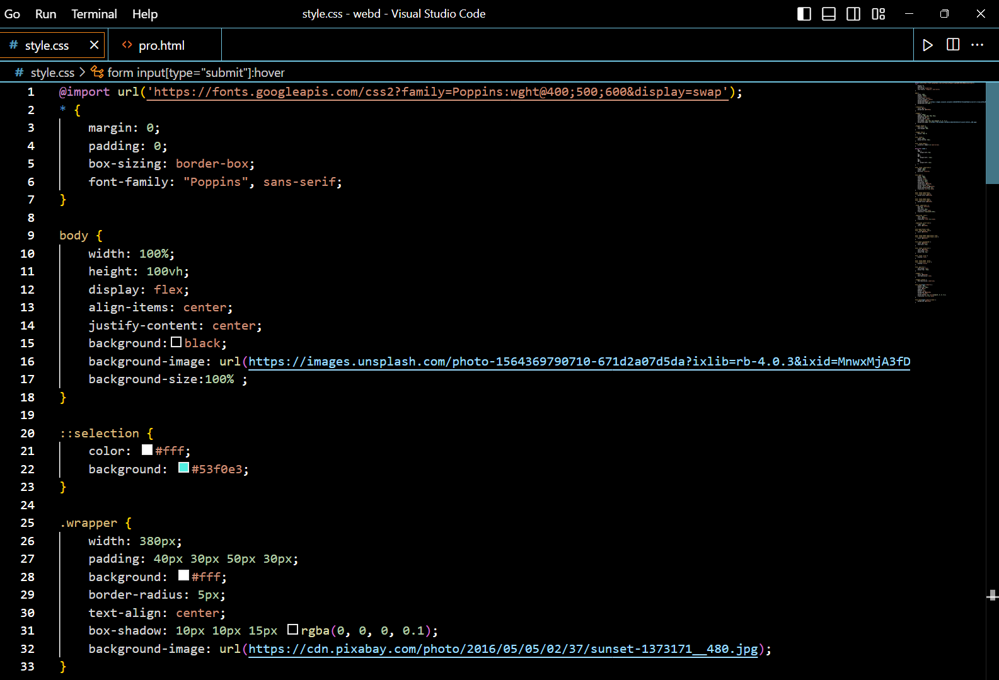 Go Run Terminal Help style.css - webd - Visual Studio Code
# style.css <> pro.html
# style.css > form input[type="submit"]:hover
1 @import url('https://fonts.googleapis.com/css2?family=Poppins:wght@400;500;600&display=swap');
2 * {
3 margin: 0;
4 padding: 0;
5 box-sizing: border-box;
6 font-family: "Poppins", sans-serif;
7 }
8
9 body {
10 width: 100%;
11 height: 100vh;
12 display: flex;
13 align-items: center;
14 justify-content: center;
15 background: black;
16 background-image: url(https://images.unsplash.com/photo-1564369790710-671d2a07d5da?ixlib=rb-4.0.3&ixid=MnwxMjA3fD
17 background-size:100% ;
18 }
19
20 ::selection {
21 color: #fff;
22 background: #53f0e3;
23 }
24
25 .wrapper {
26 width: 380px;
27 padding: 40px 30px 50px 30px;
28 background: #fff;
29 border-radius: 5px;
30 text-align: center;
31 box-shadow: 10px 10px 15px rgba(0, 0, 0, 0.1);
32 background-image: url(https://cdn.pixabay.com/photo/2016/05/05/02/37/sunset-1373171__480.jpg);
33 }